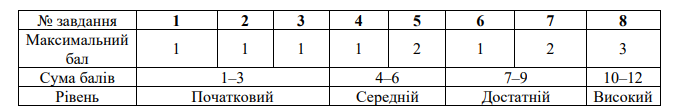 № завдання 1 2 3 4 5 6 7 8
Максимальний
бал 1 1 1 1 2 1 2 3
Сума балів 1–3 4–6 7–9 10–12
Рівень Початковий Середній Достатній Високий